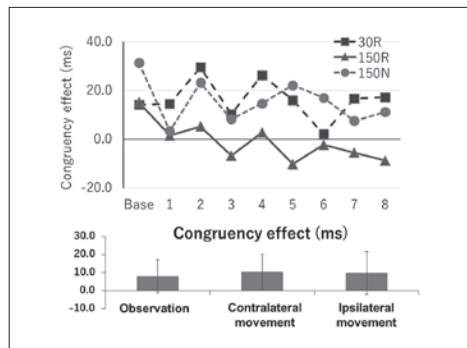 40.0
30R
150R
150N
20.0
0.0
-20.0
Congruency effect (ms)
Base 1 2 3 4 5 6 7 8
Congruency effect (ms)
30.0
20.0
10.0
0.0
-10.0
Observation Contralateral movement Ipsilateral movement